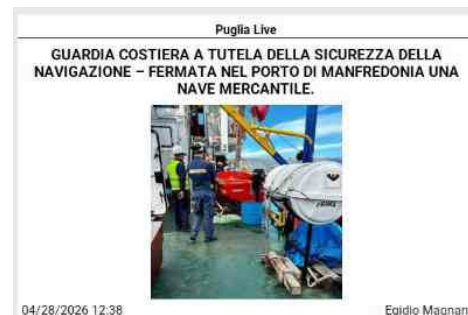 Puglia Live
GUARDIA COSTIERA A TUTELA DELLA SICUREZZA DELLA
NAVIGAZIONE – FERMATA NEL PORTO DI MANFREDONIA UNA
NAVE MERCANTILE.
04/28/2026 12:38
Egidio Magnani